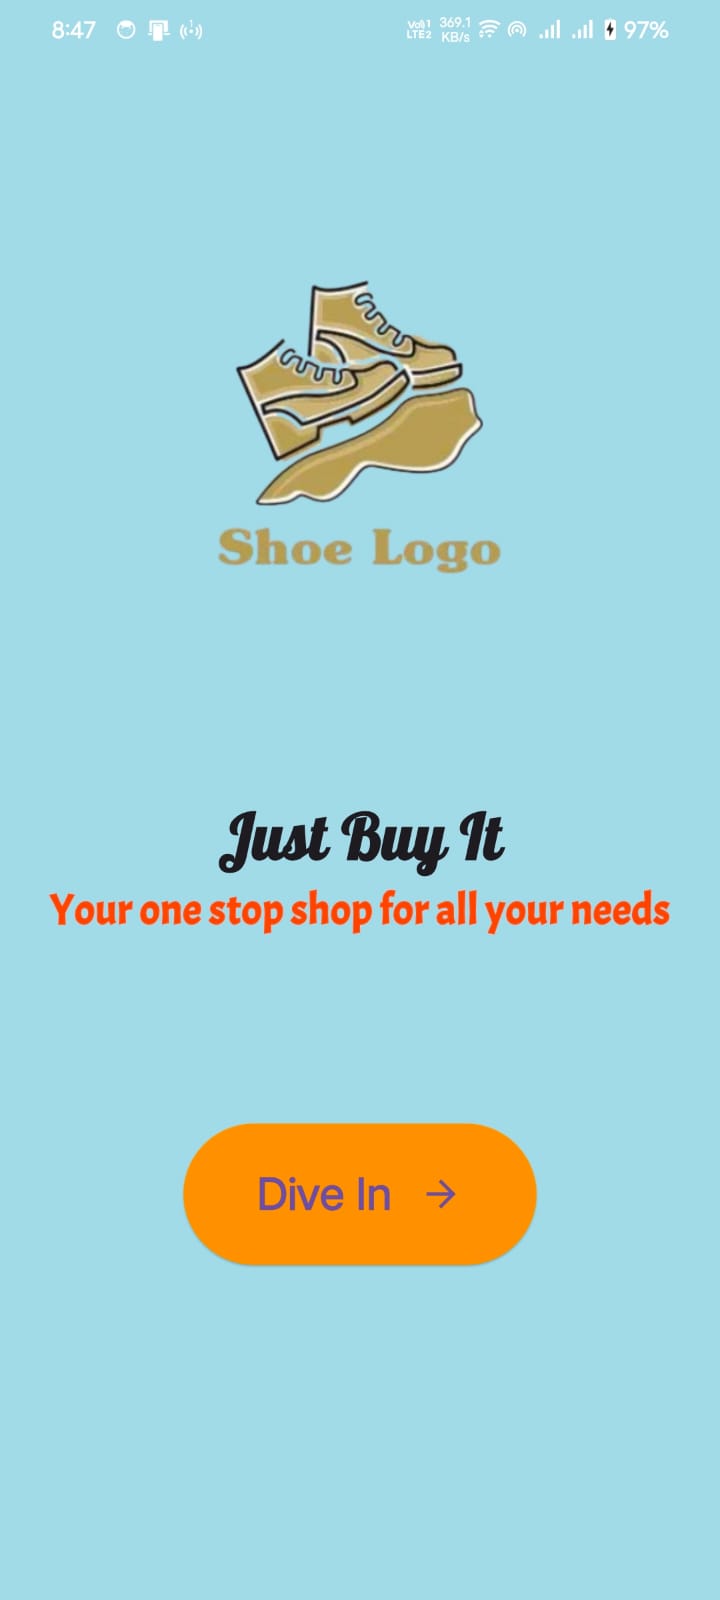 8:47 Vo))1 LTE2 369.1 KB/s 97%
Shoe Logo
Just Buy It
Your one stop shop for all your needs
Dive In